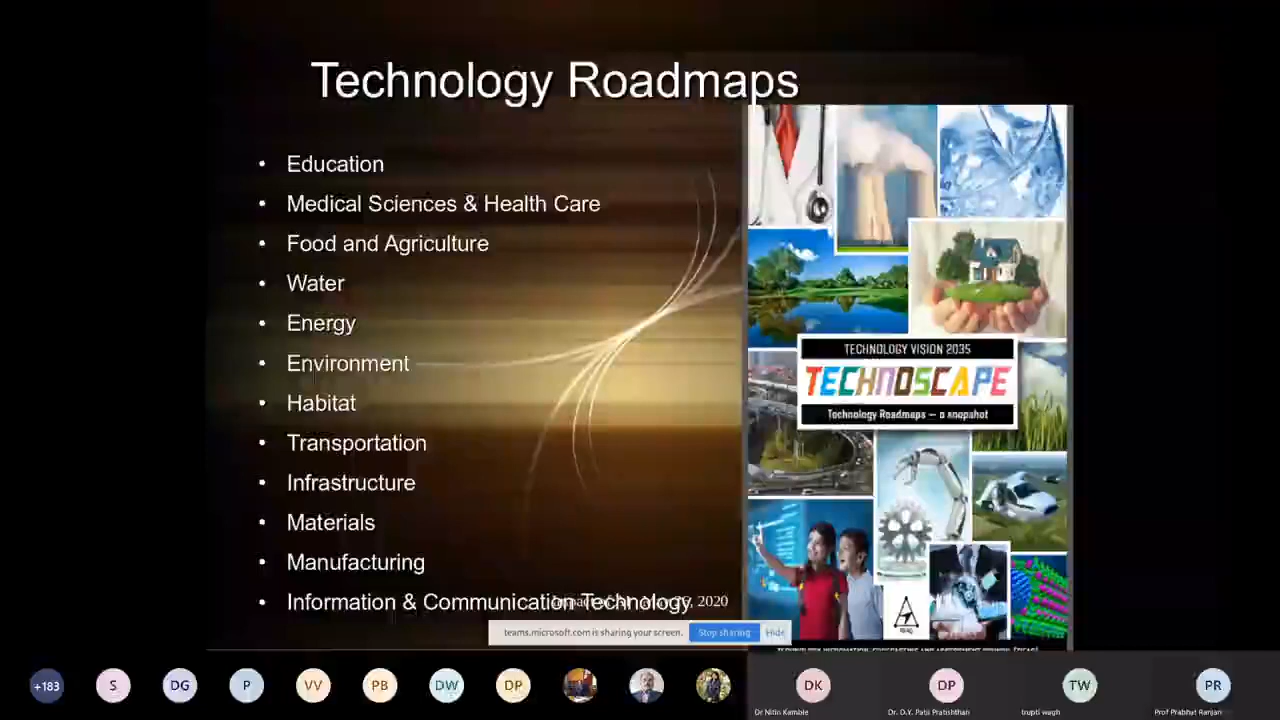 Technology Roadmaps
• Education
• Medical Sciences & Health Care
• Food and Agriculture
• Water
• Energy
• Environment
• Habitat
• Transportation
• Infrastructure
• Materials
• Manufacturing
• Information & Communication Technology
2020
TECHNOLOGY VISION 2035
TECHNOSCAPE
Technology Roadmaps – a snapshot
teams.microsoft.com is sharing your screen.
Stop sharing
Hide
+183
S
DG
P
VV
PB
DW
DP
DK
DP
TW
PR
Dr Nitin Kamble
Dr. D.Y. Patil Pratishthan
trupti wagh
Prof Prabhat Ranjan